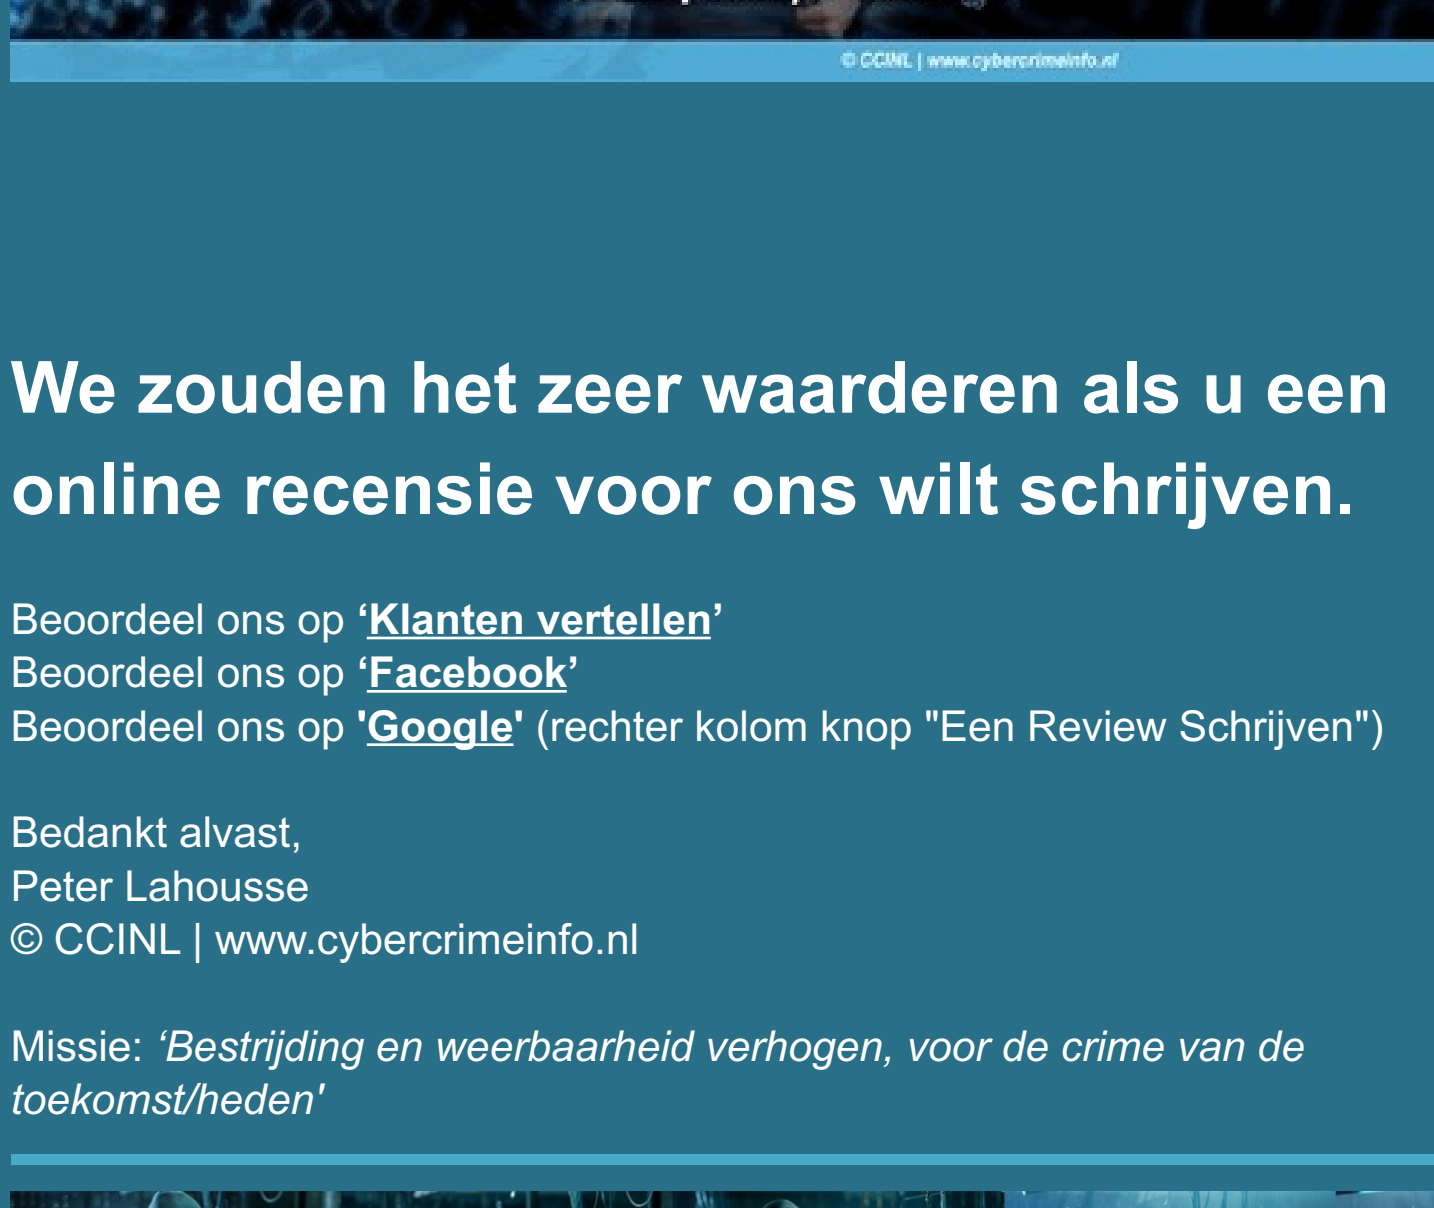 © CCINL | www.cybercrimeinfo.nl
We zouden het zeer waarderen als u een
online recensie voor ons wilt schrijven.
Beoordeel ons op ‘Klanten vertellen’
Beoordeel ons op ‘Facebook’
Beoordeel ons op 'Google' (rechter kolom knop "Een Review Schrijven")
Bedankt alvast,
Peter Lahousse
© CCINL | www.cybercrimeinfo.nl
Missie: ‘Bestrijding en weerbaarheid verhogen, voor de crime van de
toekomst/heden'